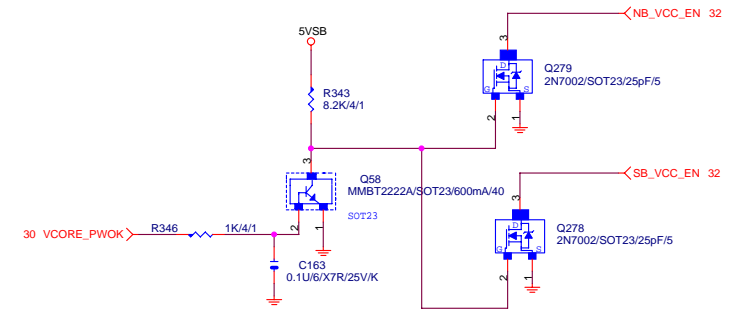 NB_VCC_EN 32
5VSB
3
D
Q279
2N7002/SOT23/25pF/5
G
S
R343
8.2K/4/1
2
1
3
Q58
MMBT2222A/SOT23/600mA/40
SOT23
SB_VCC_EN 32
3
D
Q278
2N7002/SOT23/25pF/5
G
S
30 VCORE_PWOK
R346
1K/4/1
2
1
C163
0.1U/6/X7R/25V/K
2
1